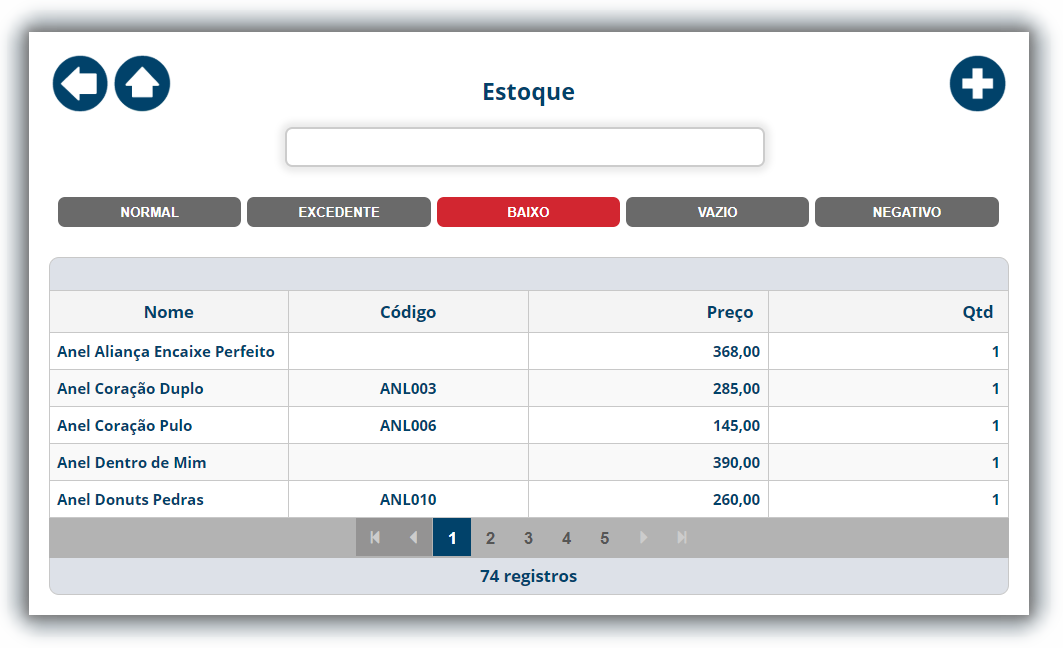 Estoque
NORMAL EXCEDENTE BAIXO VAZIO NEGATIVO
Nome Código Preço Qtd
Anel Aliança Encaixe Perfeito 368,00 1
Anel Coração Duplo ANL003 285,00 1
Anel Coração Pulo ANL006 145,00 1
Anel Dentro de Mim 390,00 1
Anel Donuts Pedras ANL010 260,00 1
1 2 3 4 5
74 registros